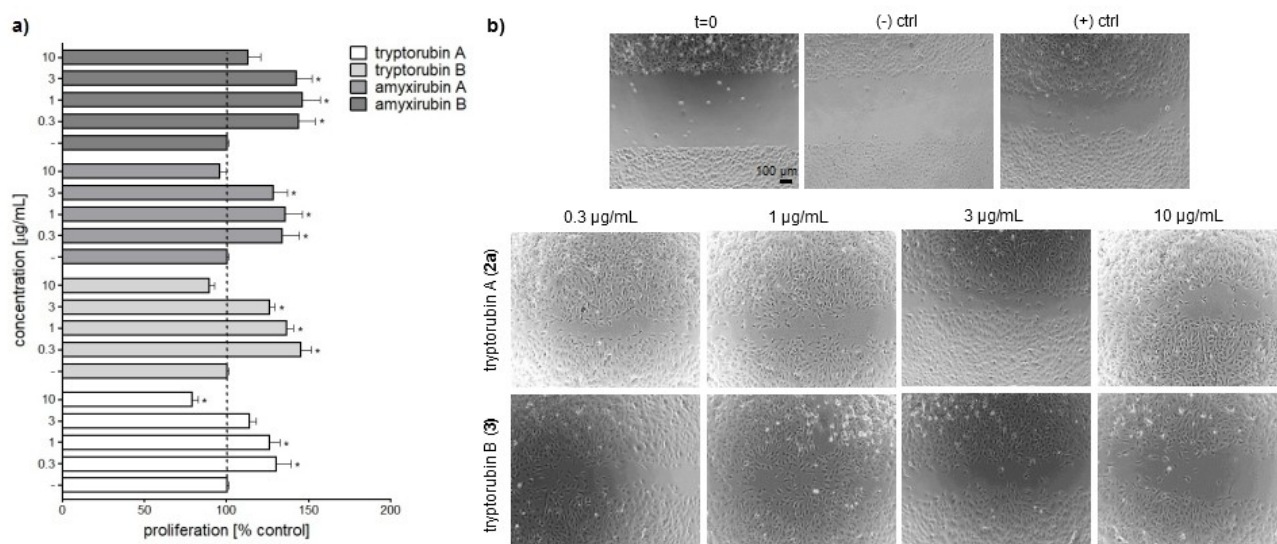 a)
tryptorubin A
tryptorubin B
amyxirubin A
amyxirubin B
concentration [µg/mL]
10
3 *
1 *
0.3 *
-
10
3 *
1 *
0.3 *
-
10
3 *
1 *
0.3 *
-
10 *
3
1 *
0.3 *
-
0 50 100 150 200
proliferation [% control]
b)
t=0 (-) ctrl (+) ctrl
100 µm
0.3 µg/mL 1 µg/mL 3 µg/mL 10 µg/mL
tryptorubin A (2a)
tryptorubin B (3)